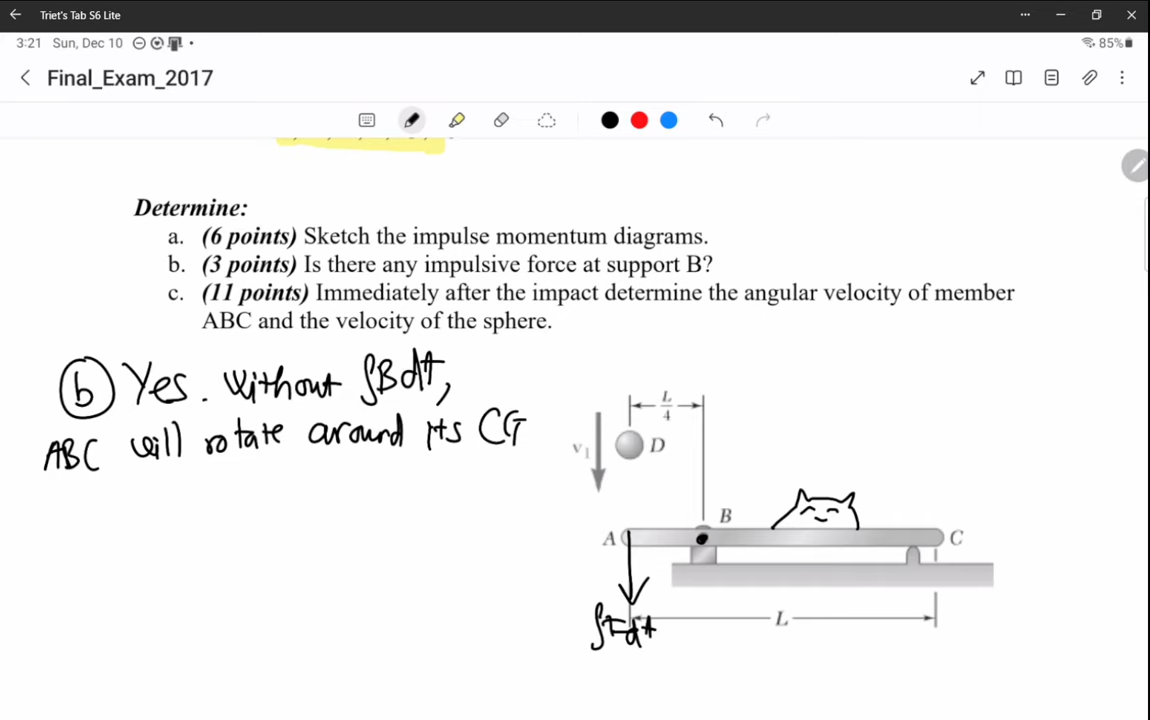 Triet's Tab S6 Lite
3:21 Sun, Dec 10 85%
Final_Exam_2017
Determine:
a. (6 points) Sketch the impulse momentum diagrams.
b. (3 points) Is there any impulsive force at support B?
c. (11 points) Immediately after the impact determine the angular velocity of member
ABC and the velocity of the sphere.
b Yes. Without ∫Bdt,
ABC will rotate around its CG
L/4
v1 D
B
A C
L
∫Fdt